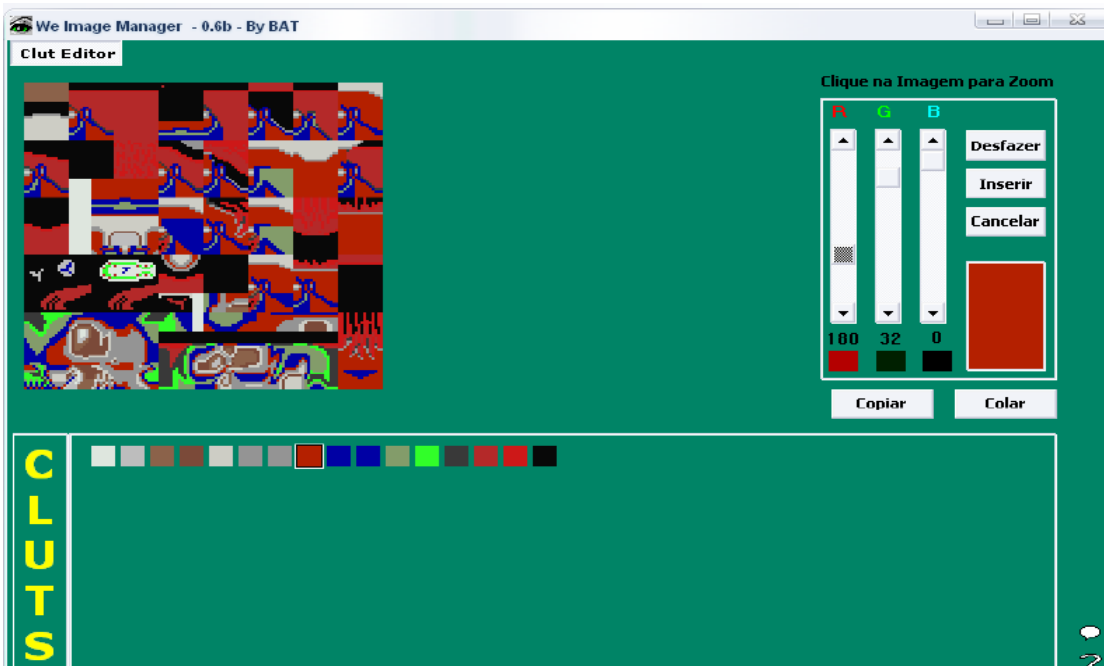 We Image Manager - 0.6b - By BAT
Clut Editor
Clique na Imagem para Zoom
R G B
Desfazer
Inserir
Cancelar
180 32 0
Copiar Colar
C
L
U
T
S